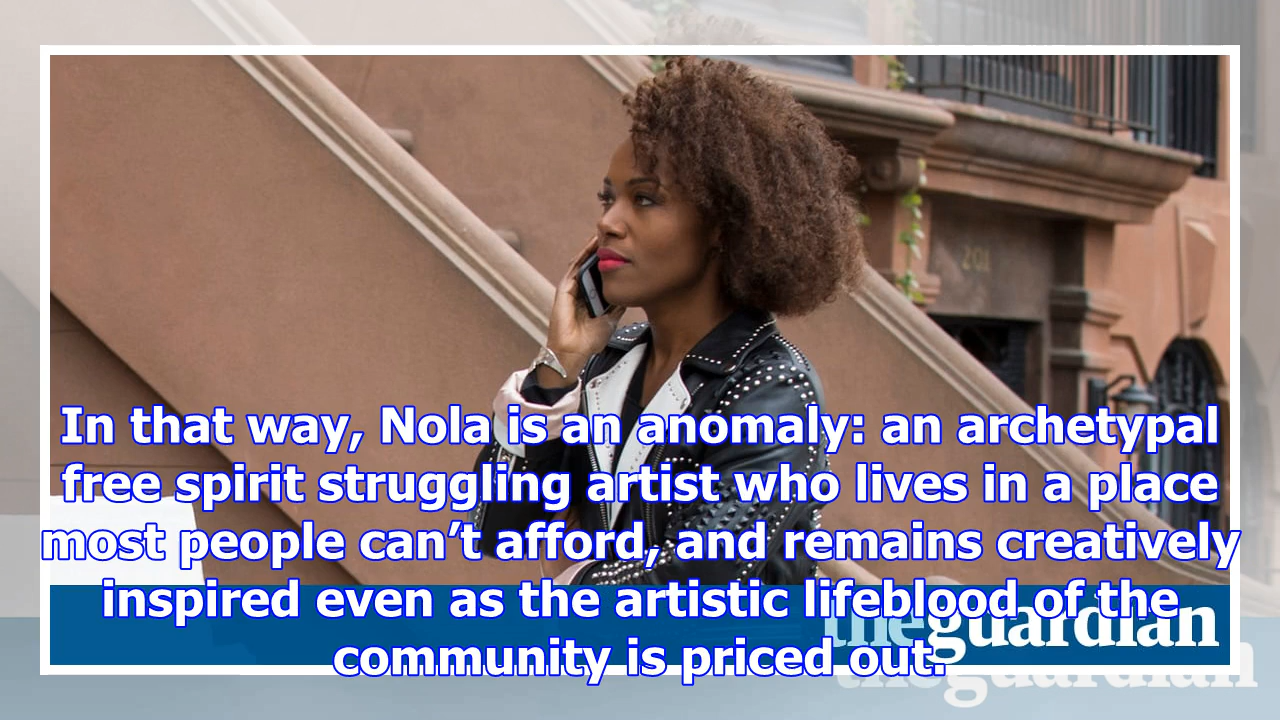 201
In that way, Nola is an anomaly: an archetypal
free spirit struggling artist who lives in a place
most people can’t afford, and remains creatively
inspired even as the artistic lifeblood of the
community is priced out.
theguardian
theguardian